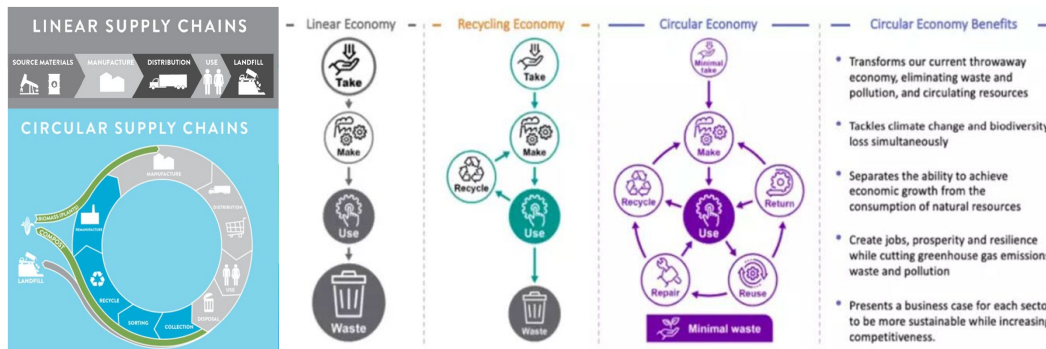 LINEAR SUPPLY CHAINS
SOURCE MATERIALS
MANUFACTURE
DISTRIBUTION
USE
LANDFILL
CIRCULAR SUPPLY CHAINS
MANUFACTURE
DISTRIBUTION
USE
DISPOSAL
COLLECTION
SORTING
RECYCLE
REMANUFACTURE
BIOMASS (PLANTS)
COMPOST
LANDFILL
Linear Economy
Take
Make
Use
Waste
Recycling Economy
Take
Make
Recycle
Use
Waste
Circular Economy
Minimal
take
Make
Recycle
Return
Use
Repair
Reuse
Minimal waste
Circular Economy Benefits
• Transforms our current throwaway
economy, eliminating waste and
pollution, and circulating resources
• Tackles climate change and biodiversity
loss simultaneously
• Separates the ability to achieve
economic growth from the
consumption of natural resources
• Create jobs, prosperity and resilience
while cutting greenhouse gas emission
waste and pollution
• Presents a business case for each secto
to be more sustainable while increasing
competitiveness.